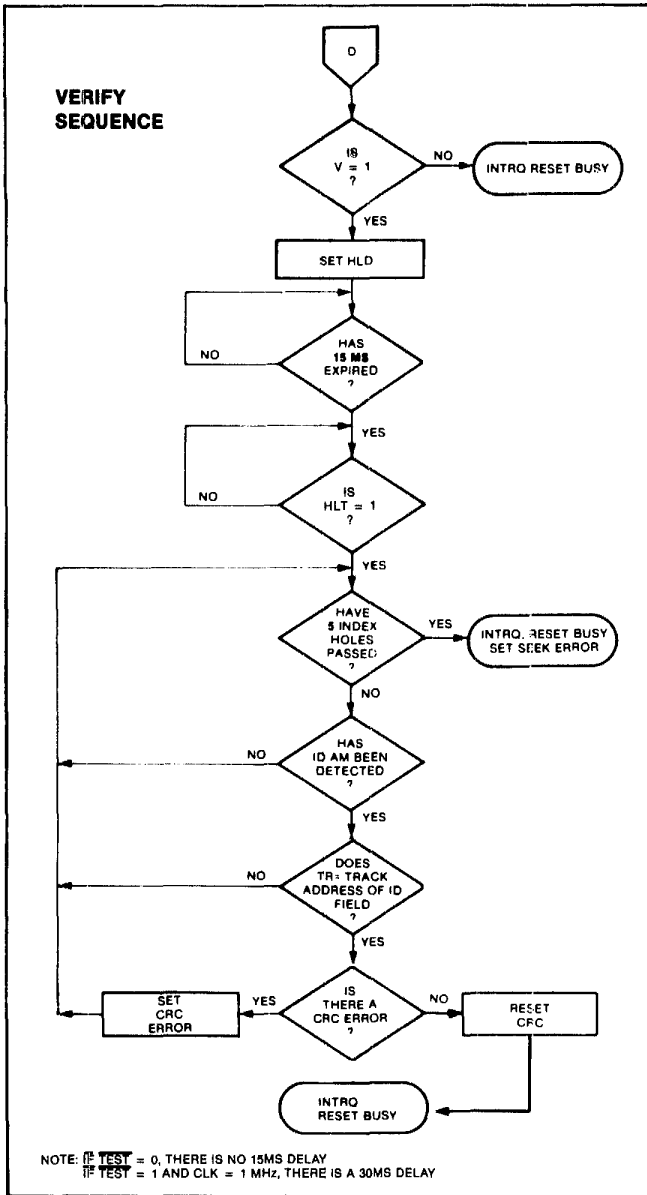 D
VERIFY
SEQUENCE
IS
V = 1
?
NO
INTRQ RESET BUSY
YES
SET HLD
HAS
15 MS
EXPIRED
?
NO
YES
IS
HLT = 1
?
NO
YES
HAVE
5 INDEX
HOLES
PASSED
?
YES
INTRQ, RESET BUSY
SET SEEK ERROR
NO
HAS
ID AM BEEN
DETECTED
?
NO
YES
DOES
TR= TRACK
ADDRESS OF ID
FIELD
?
NO
YES
IS
THERE A
CRC ERROR
?
YES
SET
CRC
ERROR
NO
RESET
CRC
INTRQ
RESET BUSY
NOTE: IF TEST = 0, THERE IS NO 15MS DELAY
IF TEST = 1 AND CLK = 1 MHz, THERE IS A 30MS DELAY